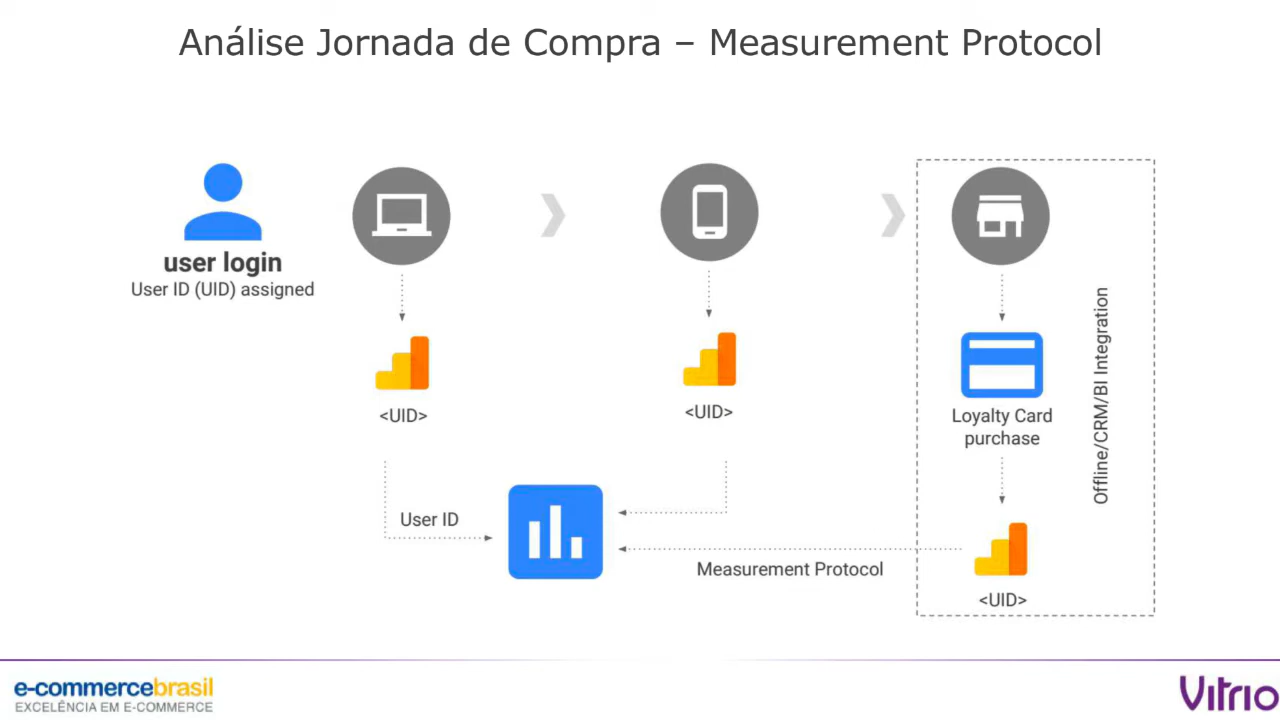 Análise Jornada de Compra – Measurement Protocol
user login
User ID (UID) assigned
<UID>
<UID>
Loyalty Card
purchase
Offline/CRM/BI Integration
User ID
Measurement Protocol
<UID>
e-commercebrasil
EXCELÊNCIA EM E-COMMERCE
Vitrio